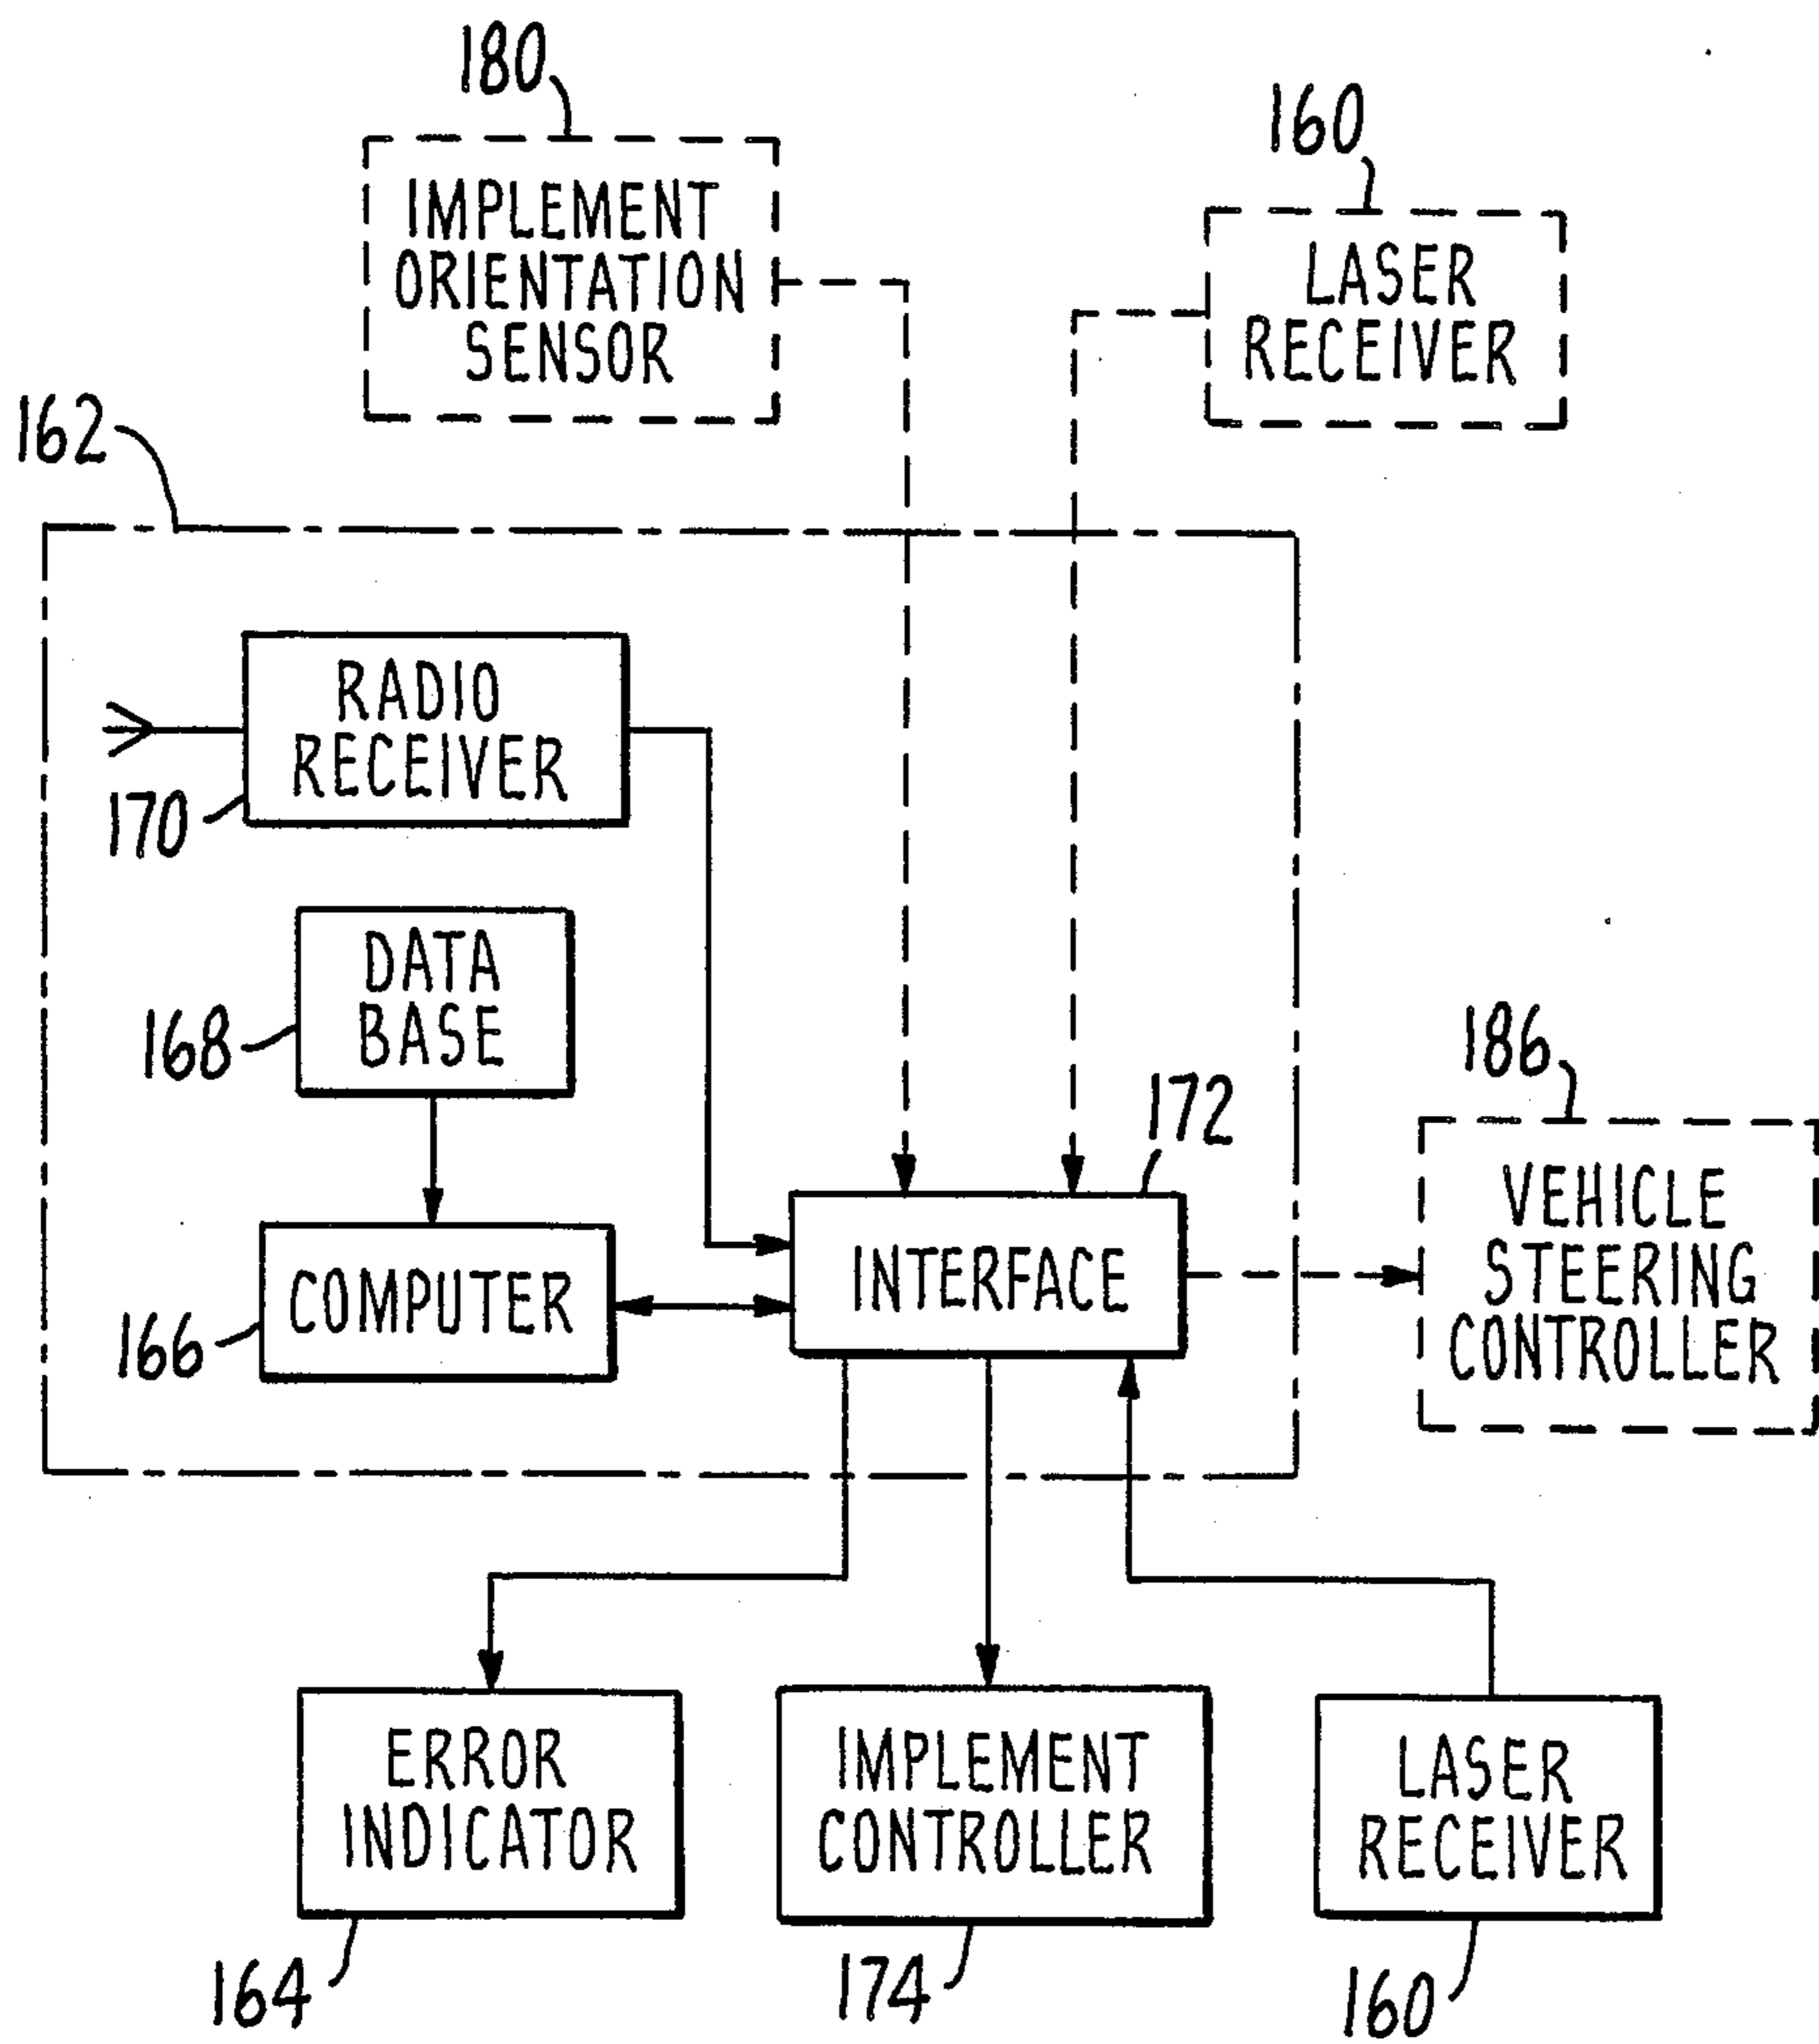 180
IMPLEMENT
ORIENTATION
SENSOR
160
LASER
RECEIVER
162
RADIO
RECEIVER
170
DATA
BASE
168
COMPUTER
166
172
INTERFACE
186
VEHICLE
STEERING
CONTROLLER
ERROR
INDICATOR
164
IMPLEMENT
CONTROLLER
174
LASER
RECEIVER
160